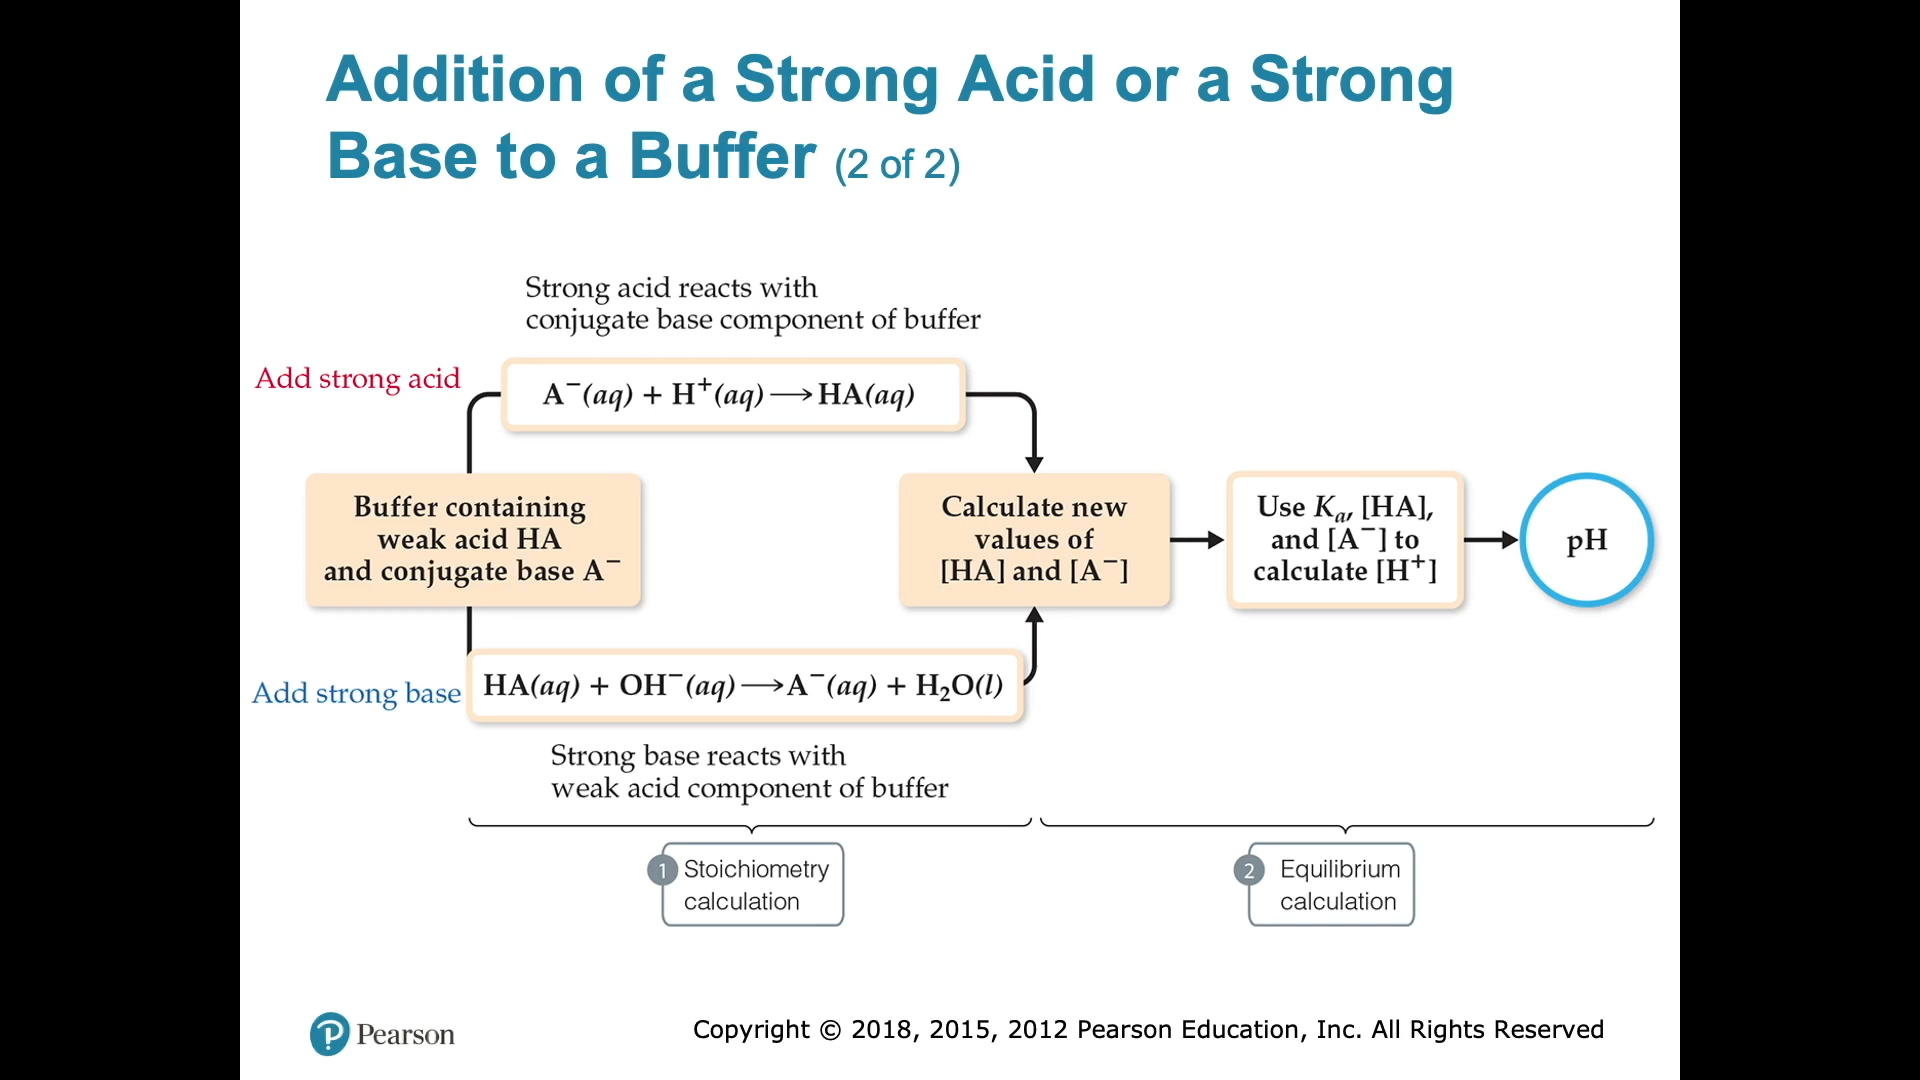 Addition of a Strong Acid or a Strong
Base to a Buffer (2 of 2)
Strong acid reacts with
conjugate base component of buffer
Add strong acid
A⁻(aq) + H⁺(aq) ⟶ HA(aq)
Buffer containing
weak acid HA
and conjugate base A⁻
Calculate new
values of
[HA] and [A⁻]
Use Kₐ, [HA],
and [A⁻] to
calculate [H⁺]
pH
Add strong base
HA(aq) + OH⁻(aq) ⟶ A⁻(aq) + H₂O(l)
Strong base reacts with
weak acid component of buffer
1 Stoichiometry
calculation
2 Equilibrium
calculation
P Pearson
Copyright © 2018, 2015, 2012 Pearson Education, Inc. All Rights Reserved